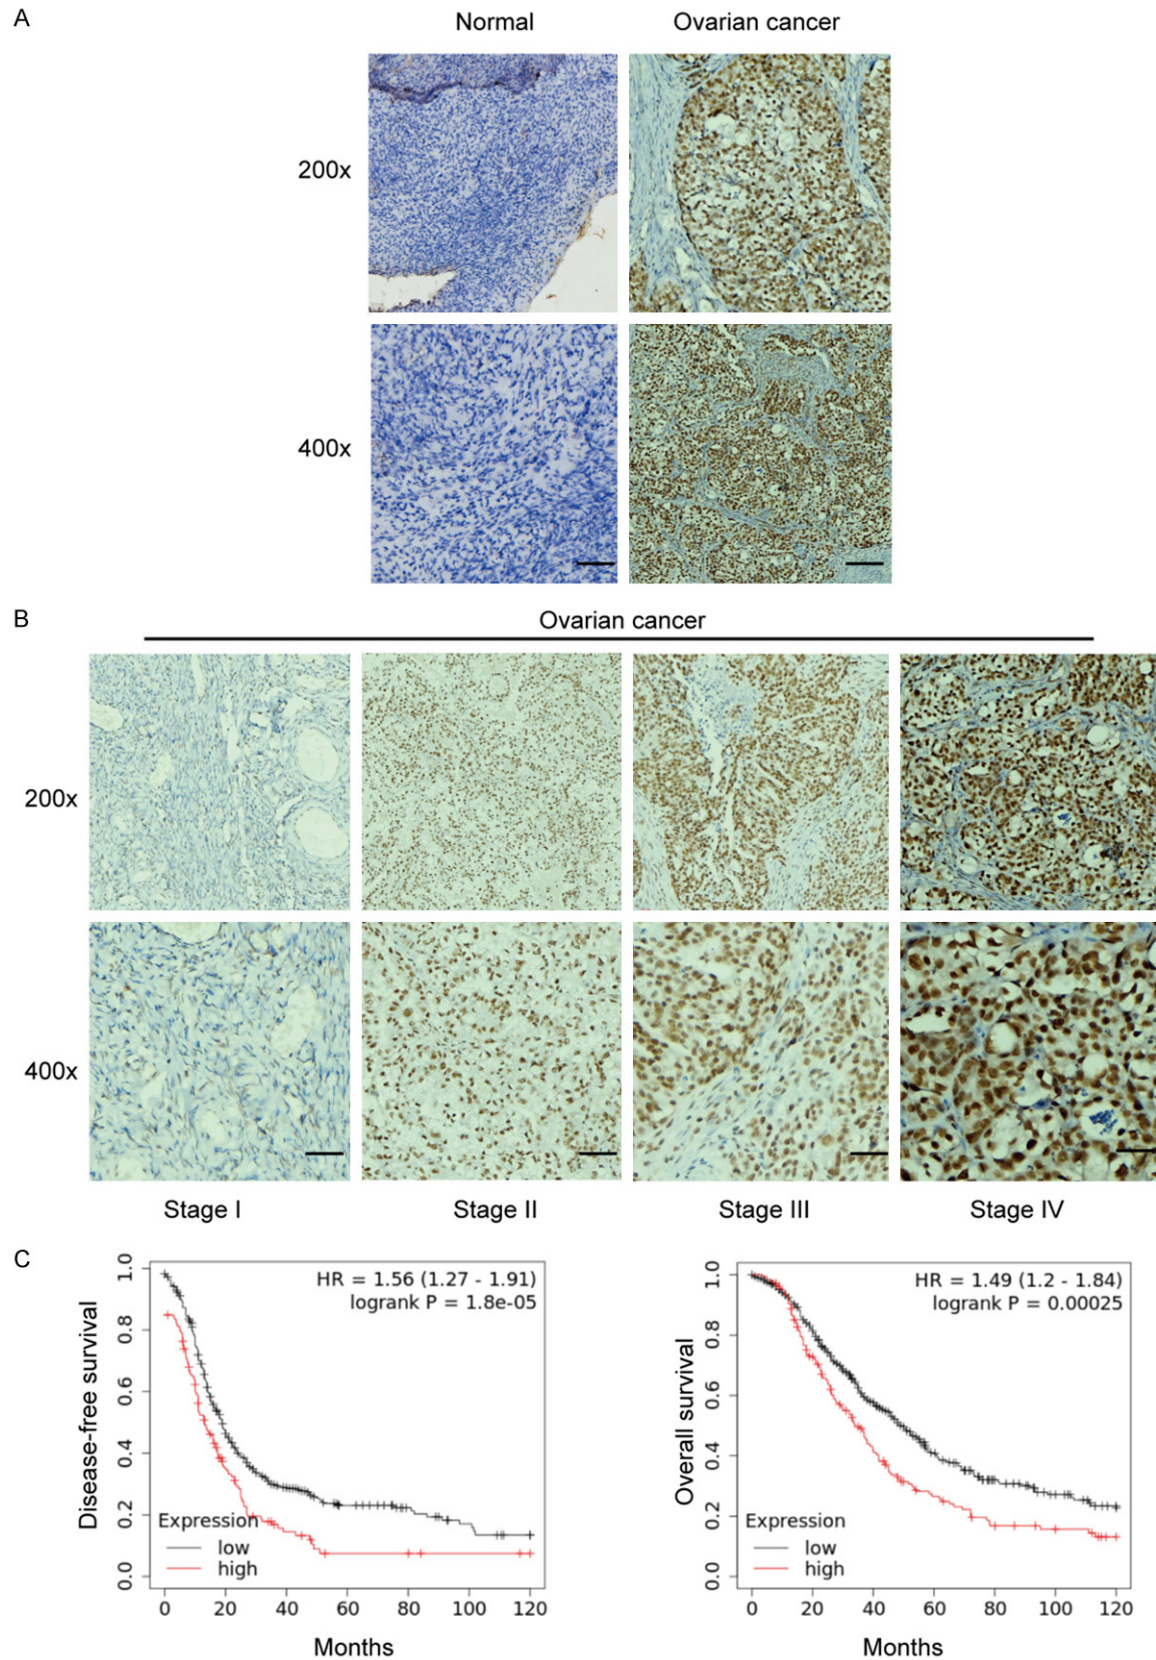 A
Normal
Ovarian cancer
200x
400x
B
Ovarian cancer
200x
400x
Stage I
Stage II
Stage III
Stage IV
C
Disease-free survival
1.0
0.8
0.6
0.4
0.2
0.0
HR = 1.56 (1.27 - 1.91)
logrank P = 1.8e-05
Expression
low
high
0 20 40 60 80 100 120
Months
Overall survival
1.0
0.8
0.6
0.4
0.2
0.0
HR = 1.49 (1.2 - 1.84)
logrank P = 0.00025
Expression
low
high
0 20 40 60 80 100 120
Months